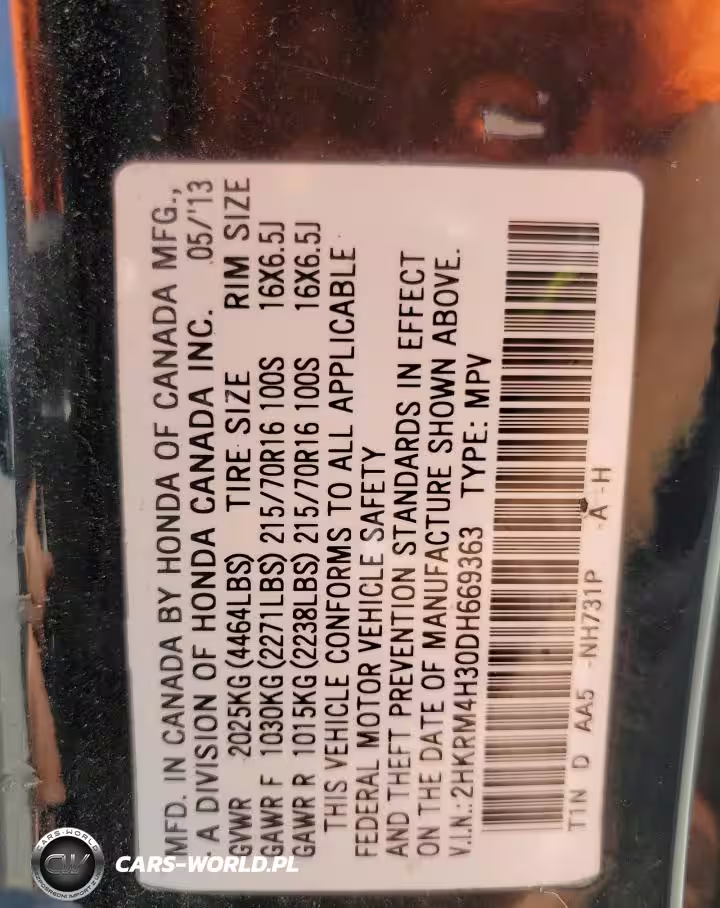 MFD. IN CANADA BY HONDA OF CANADA MFG.,
A DIVISION OF HONDA CANADA INC. 05/'13
GVWR 2025KG(4464LBS) TIRE SIZE RIM SIZE
GAWR F 1030KG(2271LBS) 215/70R16 100S 16X6.5J
GAWR R 1015KG(2238LBS) 215/70R16 100S 16X6.5J
THIS VEHICLE CONFORMS TO ALL APPLICABLE
FEDERAL MOTOR VEHICLE SAFETY
AND THEFT PREVENTION STANDARDS IN EFFECT
ON THE DATE OF MANUFACTURE SHOWN ABOVE.
V.I.N.: 2HKRM4H30DH669363 TYPE: MPV
T1N D AA5 -NH731P -A -H
CARS-WORLD
CW
CARS-WORLD.PL